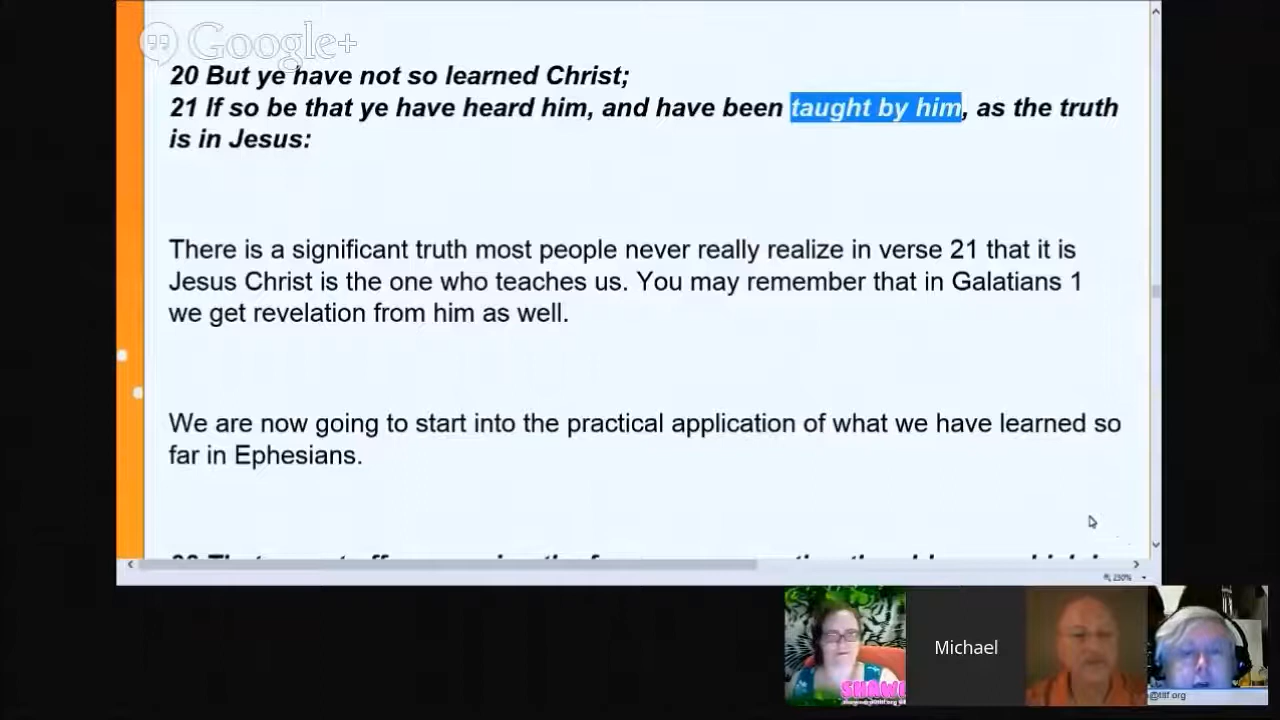 Google+
20 But ye have not so learned Christ;
21 If so be that ye have heard him, and have been taught by him, as the truth
is in Jesus:
There is a significant truth most people never really realize in verse 21 that it is
Jesus Christ is the one who teaches us. You may remember that in Galatians 1
we get revelation from him as well.
We are now going to start into the practical application of what we have learned so
far in Ephesians.
230%
Michael